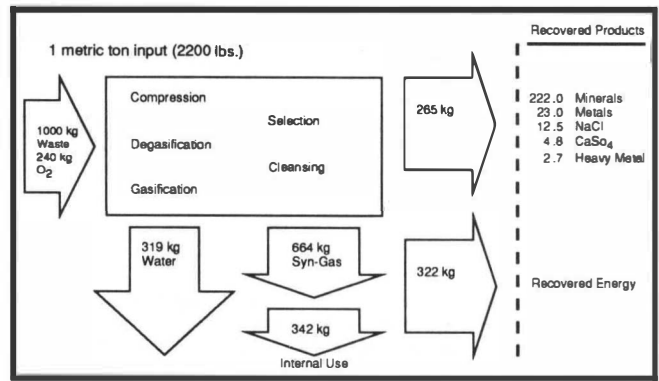 Recovered Products
1 metric ton input (2200 lbs.)
1000 kg
Waste
240 kg
O2
Compression
Selection
Degasification
Cleansing
Gasification
265 kg
222.0 Minerals
23.0 Metals
12.5 NaCl
4.8 CaSo4
2.7 Heavy Metal
319 kg
Water
664 kg
Syn-Gas
322 kg
Recovered Energy
342 kg
Internal Use